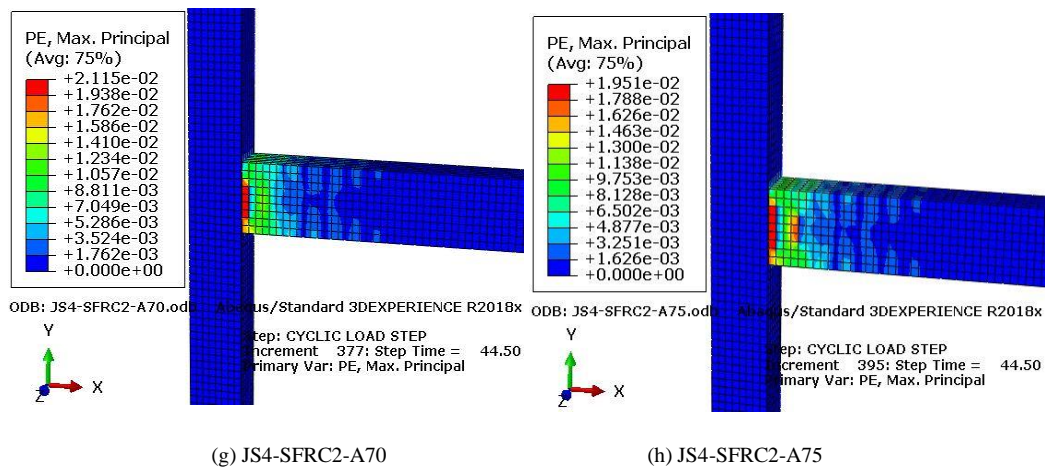 PE, Max. Principal
(Avg: 75%)
+2.115e-02
+1.938e-02
+1.762e-02
+1.586e-02
+1.410e-02
+1.234e-02
+1.057e-02
+8.811e-03
+7.049e-03
+5.286e-03
+3.524e-03
+1.762e-03
+0.000e+00
ODB: JS4-SFRC2-A70.odb Abaqus/Standard 3DEXPERIENCE R2018x
Step: CYCLIC LOAD STEP
Increment 377: Step Time = 44.50
Primary Var: PE, Max. Principal
Y
X
Z
(g) JS4-SFRC2-A70
PE, Max. Principal
(Avg: 75%)
+1.951e-02
+1.788e-02
+1.626e-02
+1.463e-02
+1.300e-02
+1.138e-02
+9.753e-03
+8.128e-03
+6.502e-03
+4.877e-03
+3.251e-03
+1.626e-03
+0.000e+00
ODB: JS4-SFRC2-A75.odb Abaqus/Standard 3DEXPERIENCE R2018x
Step: CYCLIC LOAD STEP
Increment 395: Step Time = 44.50
Primary Var: PE, Max. Principal
Y
X
Z
(h) JS4-SFRC2-A75